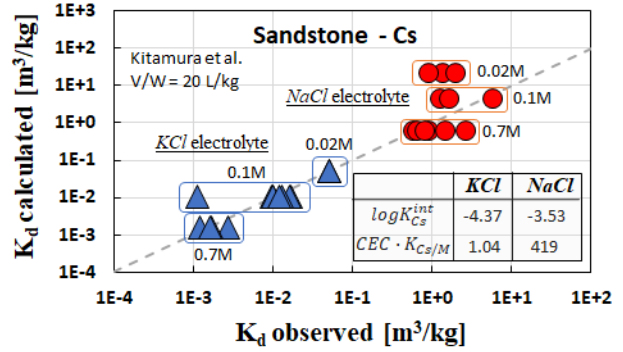 Sandstone - Cs
Kitamura et al.
V/W = 20 L/kg
K_d calculated [m³/kg]
1E+3
1E+2
1E+1
1E+0
1E-1
1E-2
1E-3
1E-4
0.02M
NaCl electrolyte
0.1M
0.7M
KCl electrolyte
0.02M
0.1M
0.7M
KCl NaCl
logK_Cs^int -4.37 -3.53
CEC · K_Cs/M 1.04 419
1E-4 1E-3 1E-2 1E-1 1E+0 1E+1 1E+2
K_d observed [m³/kg]